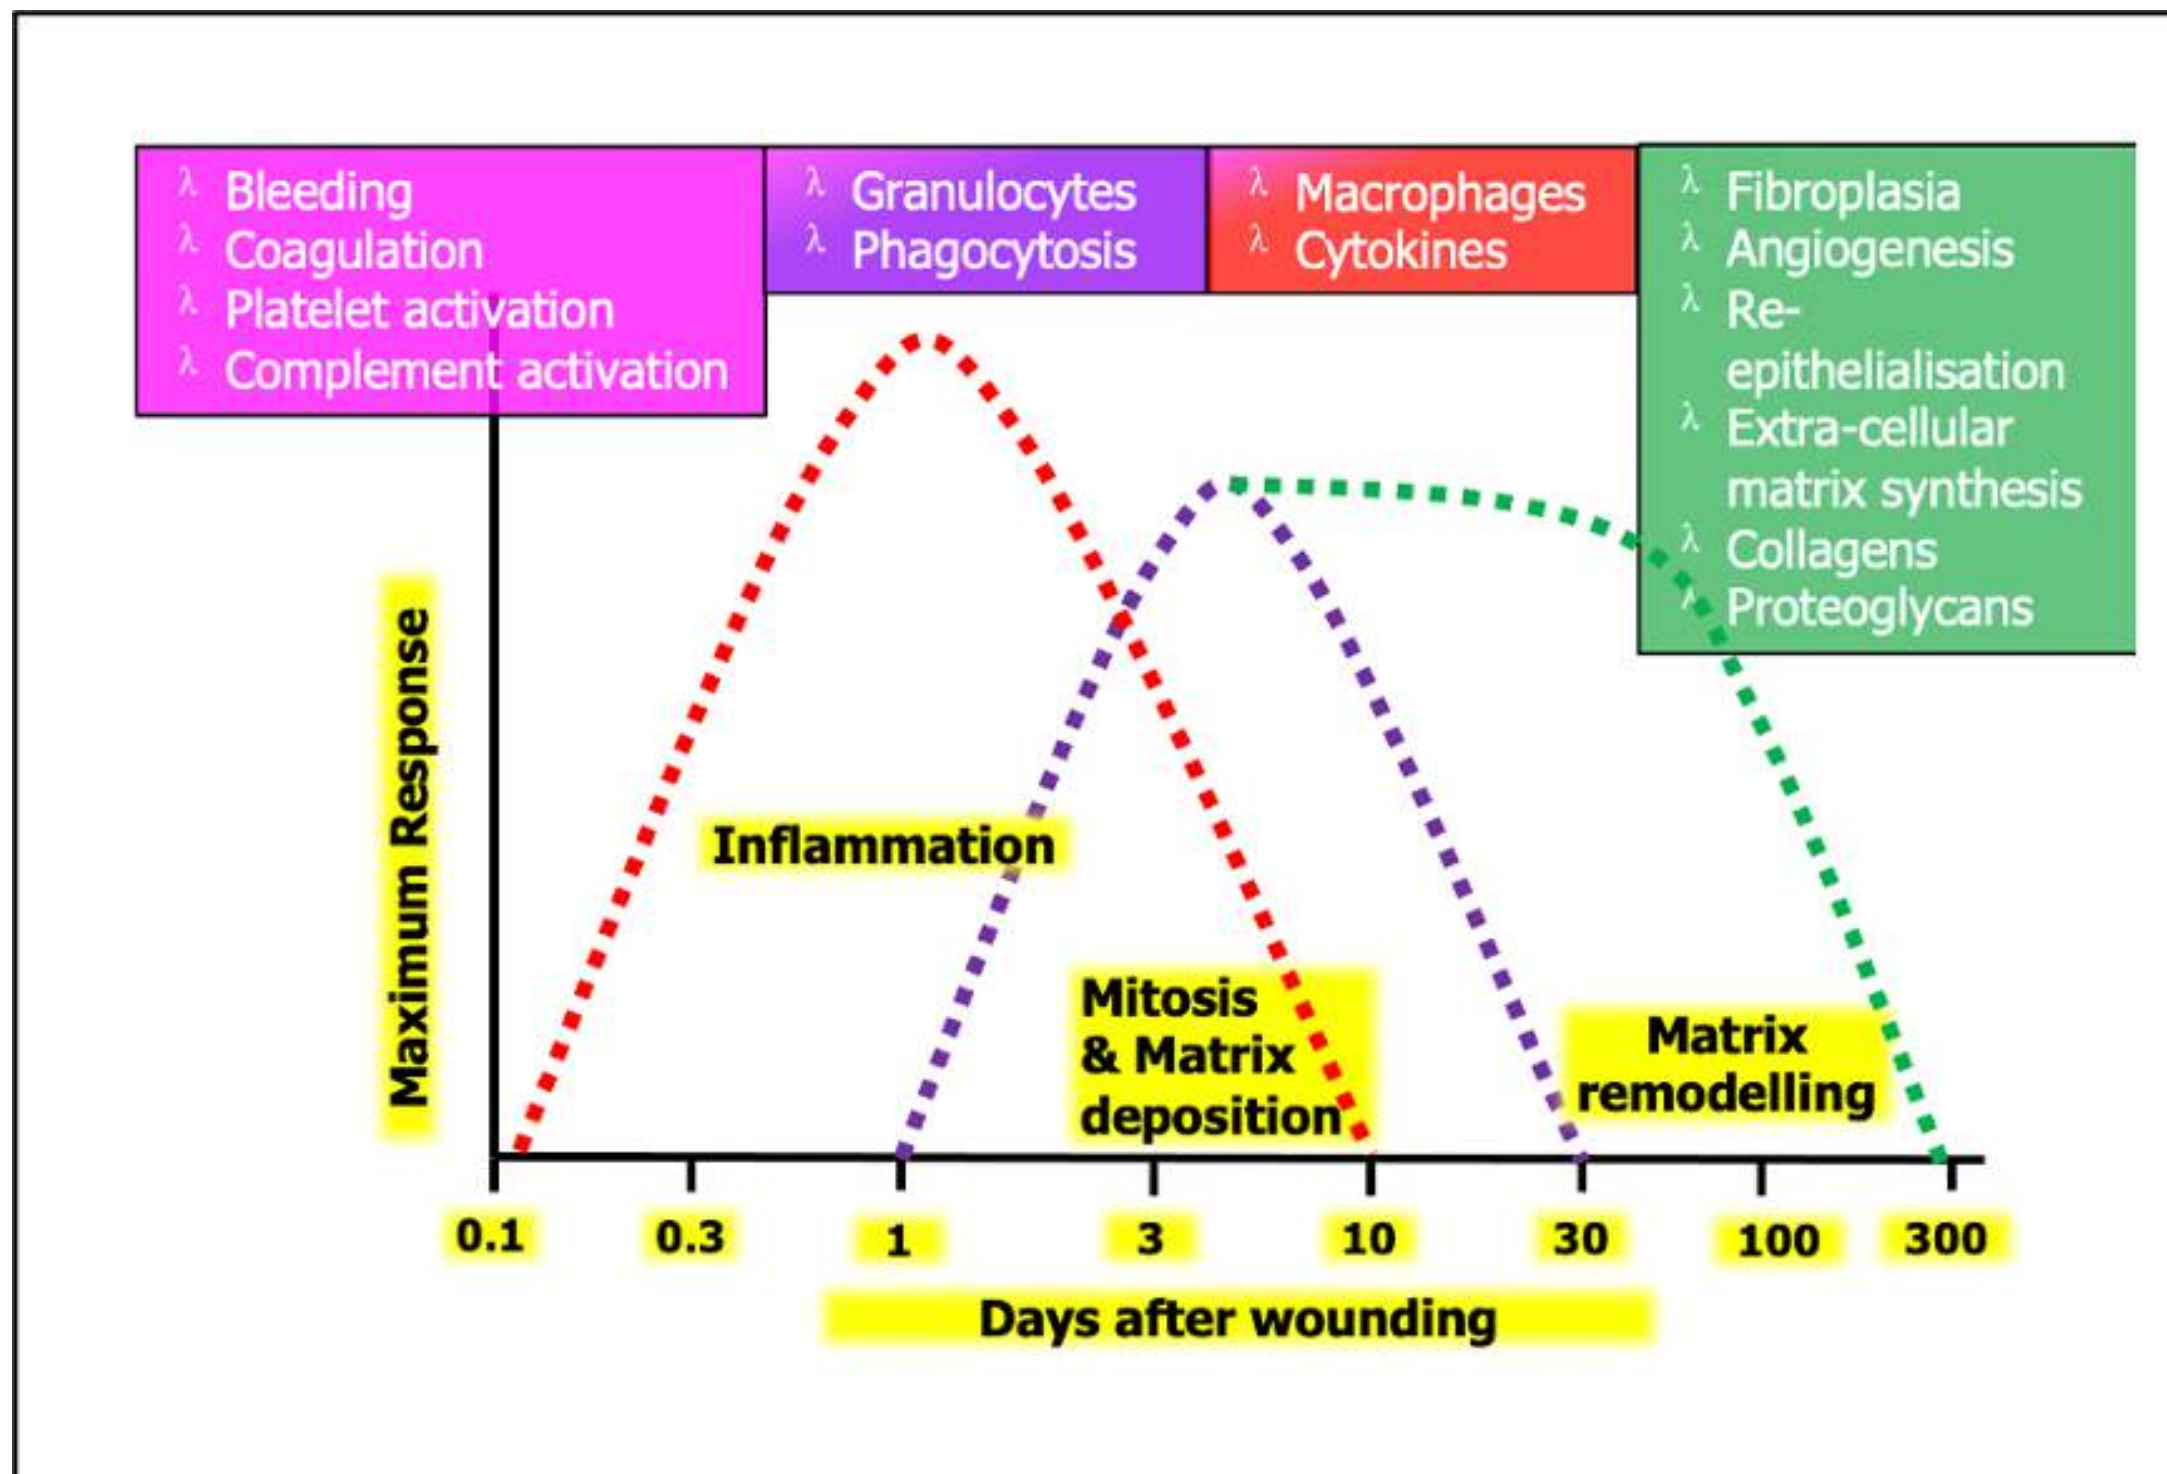 λ Bleeding
λ Coagulation
λ Platelet activation
λ Complement activation
λ Granulocytes
λ Phagocytosis
λ Macrophages
λ Cytokines
λ Fibroplasia
λ Angiogenesis
λ Re-
epithelialisation
λ Extra-cellular
matrix synthesis
λ Collagens
λ Proteoglycans
Maximum Response
Inflammation
Mitosis
& Matrix
deposition
Matrix
remodelling
0.1 0.3 1 3 10 30 100 300
Days after wounding